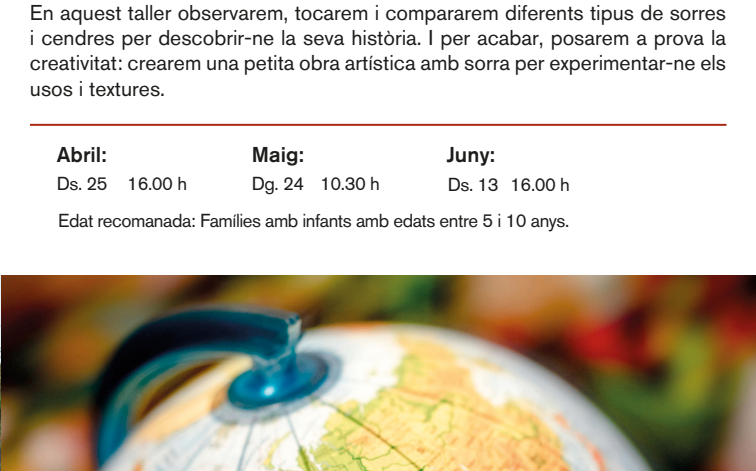 En aquest taller observarem, tocarem i compararem diferents tipus de sorres
i cendres per descobrir-ne la seva història. I per acabar, posarem a prova la
creativitat: crearem una petita obra artística amb sorra per experimentar-ne els
usos i textures.
Abril: Maig: Juny:
Ds. 25 16.00 h Dg. 24 10.30 h Ds. 13 16.00 h
Edat recomanada: Famílies amb infants amb edats entre 5 i 10 anys.